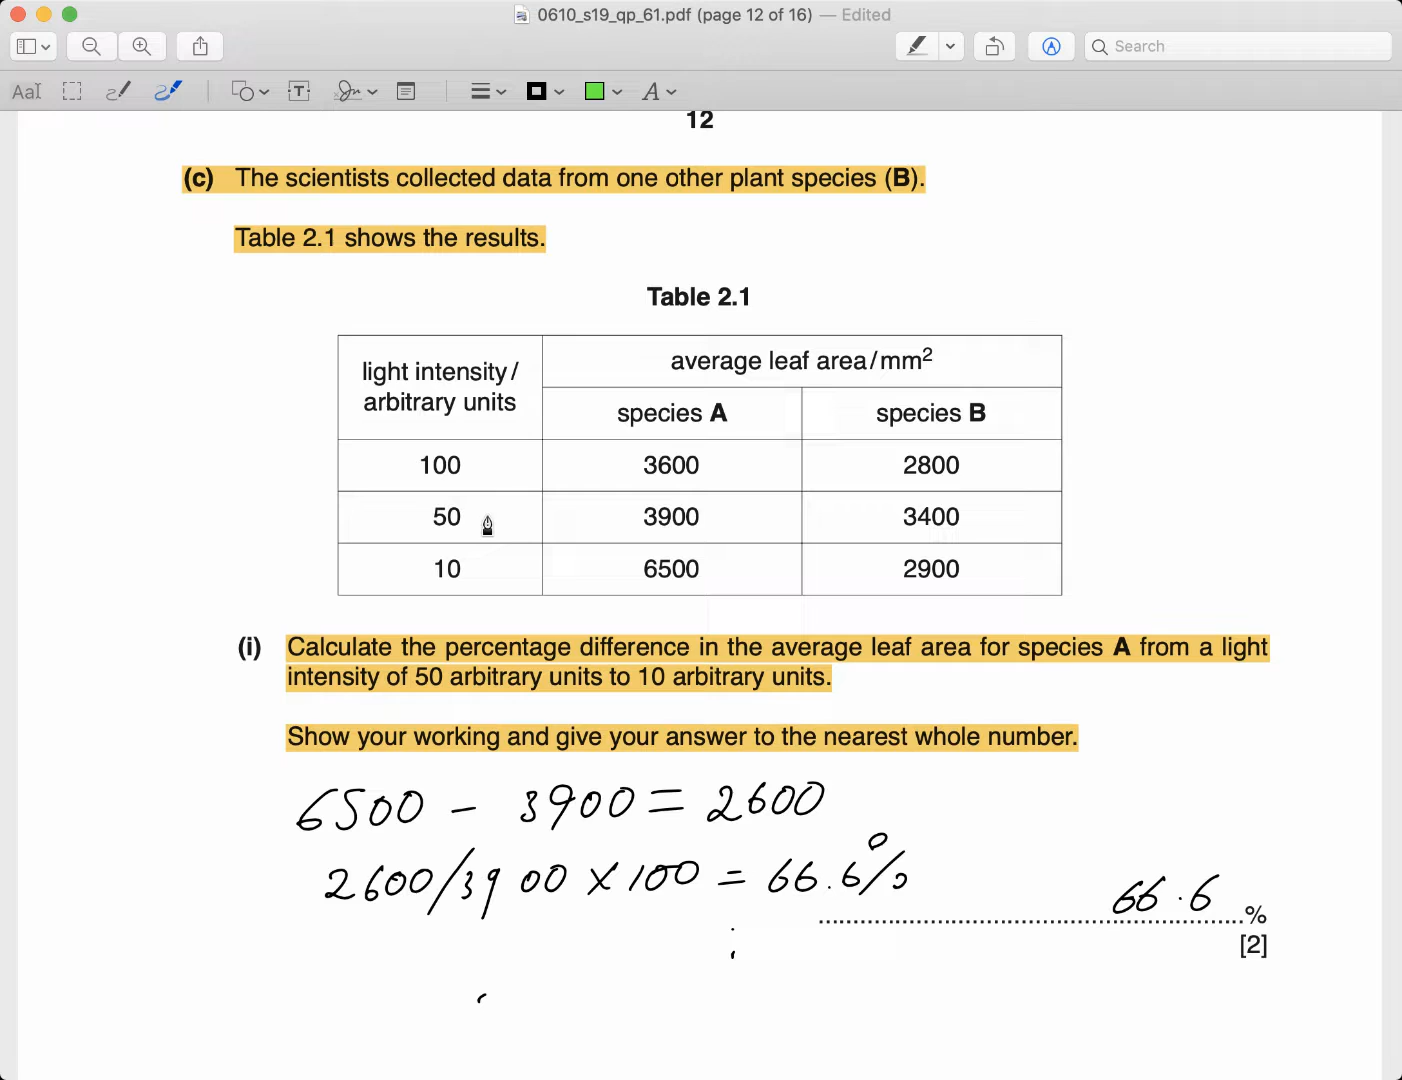 0610_s19_qp_61.pdf (page 12 of 16) — Edited
Search
AaI
T
A
12
(c) The scientists collected data from one other plant species (B).
Table 2.1 shows the results.
Table 2.1
light intensity/ arbitrary units
average leaf area/mm²
species A
species B
100 3600 2800
50 3900 3400
10 6500 2900
(i) Calculate the percentage difference in the average leaf area for species A from a light
intensity of 50 arbitrary units to 10 arbitrary units.
Show your working and give your answer to the nearest whole number.
6500 - 3900 = 2600
2600/3900 × 100 = 66.6%
66.6 %
[2]